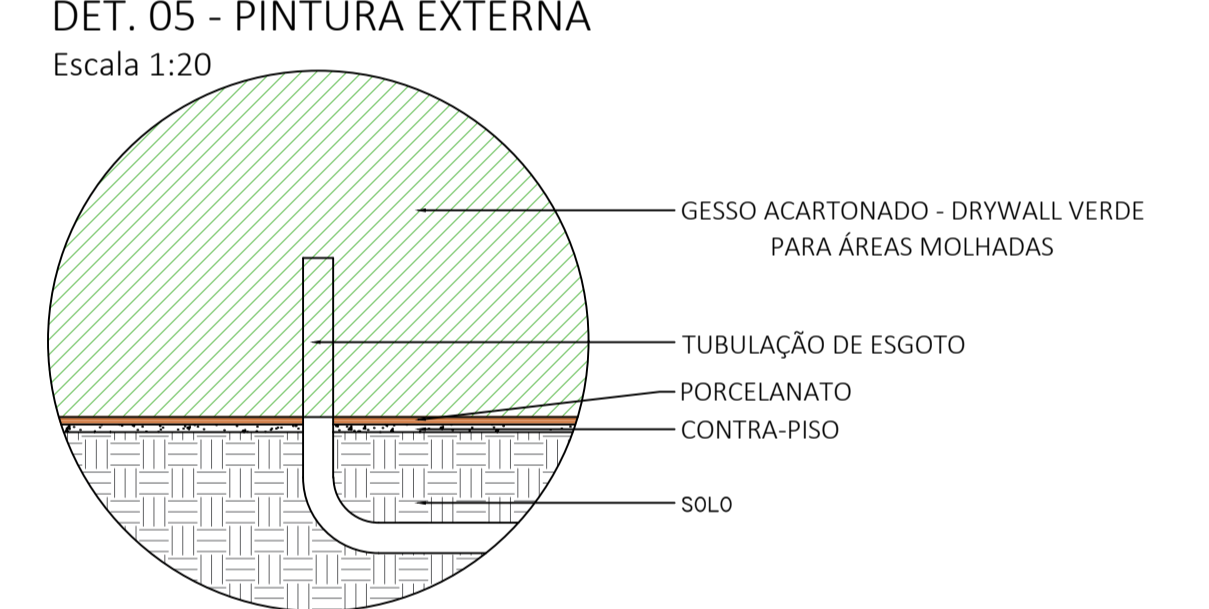 DET. 05 - PINTURA EXTERNA
Escala 1:20
GESSO ACARTONADO - DRYWALL VERDE
PARA ÁREAS MOLHADAS
TUBULAÇÃO DE ESGOTO
PORCELANATO
CONTRA-PISO
SOLO